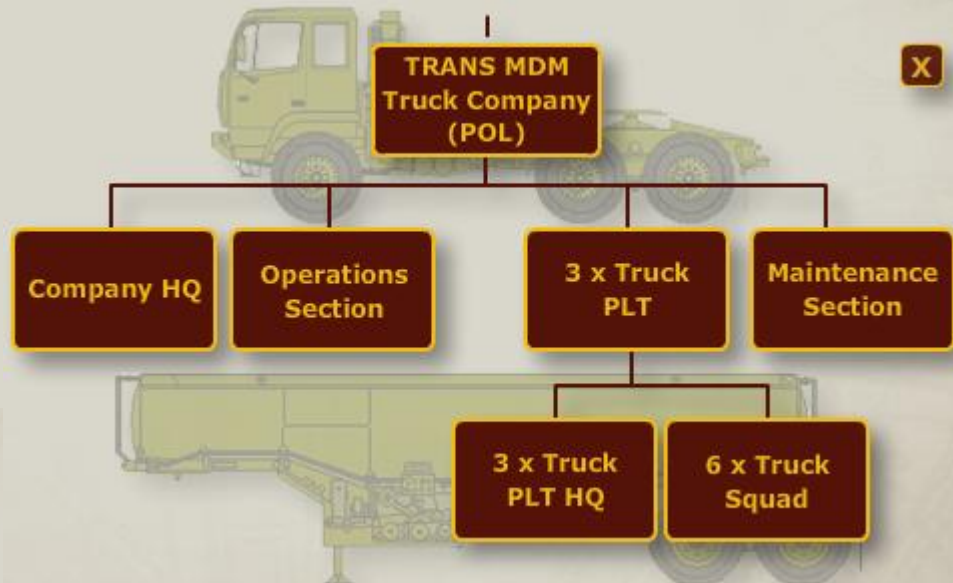 TRANS MDM
Truck Company
(POL)
X
Company HQ
Operations
Section
3 x Truck
PLT
Maintenance
Section
3 x Truck
PLT HQ
6 x Truck
Squad